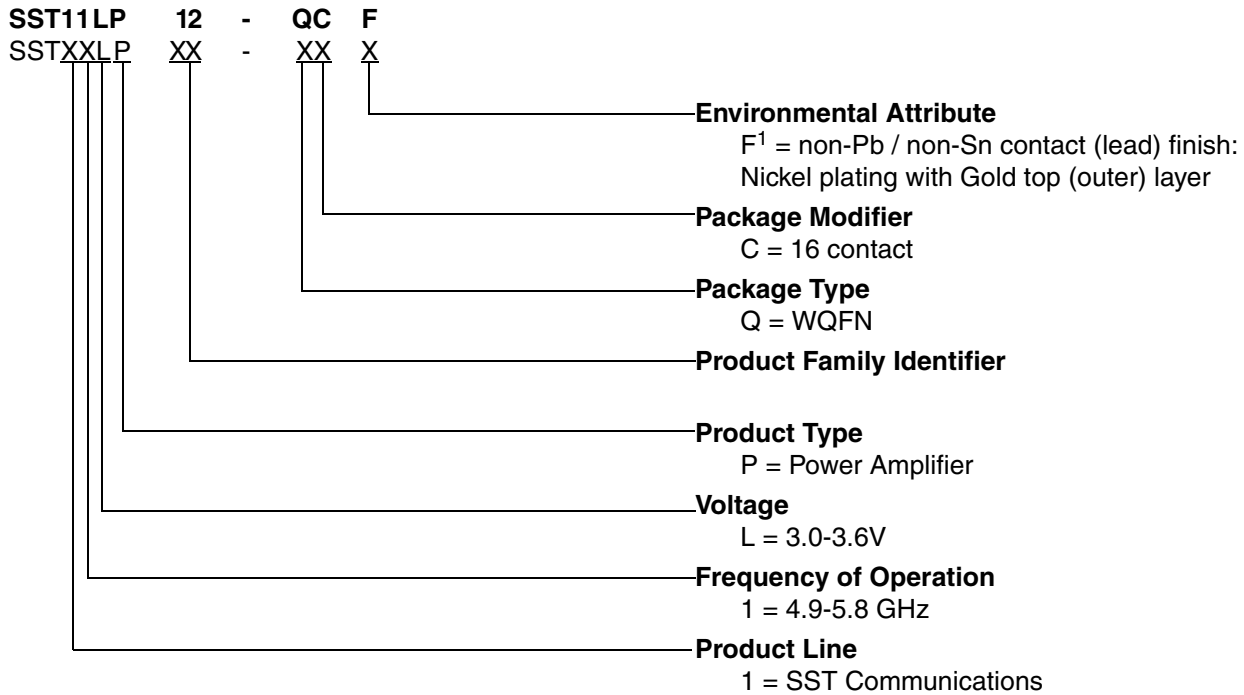 SST11LP 12 - QC F
SSTXXLP XX - XX X
Environmental Attribute
F1 = non-Pb / non-Sn contact (lead) finish:
Nickel plating with Gold top (outer) layer
Package Modifier
C = 16 contact
Package Type
Q = WQFN
Product Family Identifier
Product Type
P = Power Amplifier
Voltage
L = 3.0-3.6V
Frequency of Operation
1 = 4.9-5.8 GHz
Product Line
1 = SST Communications